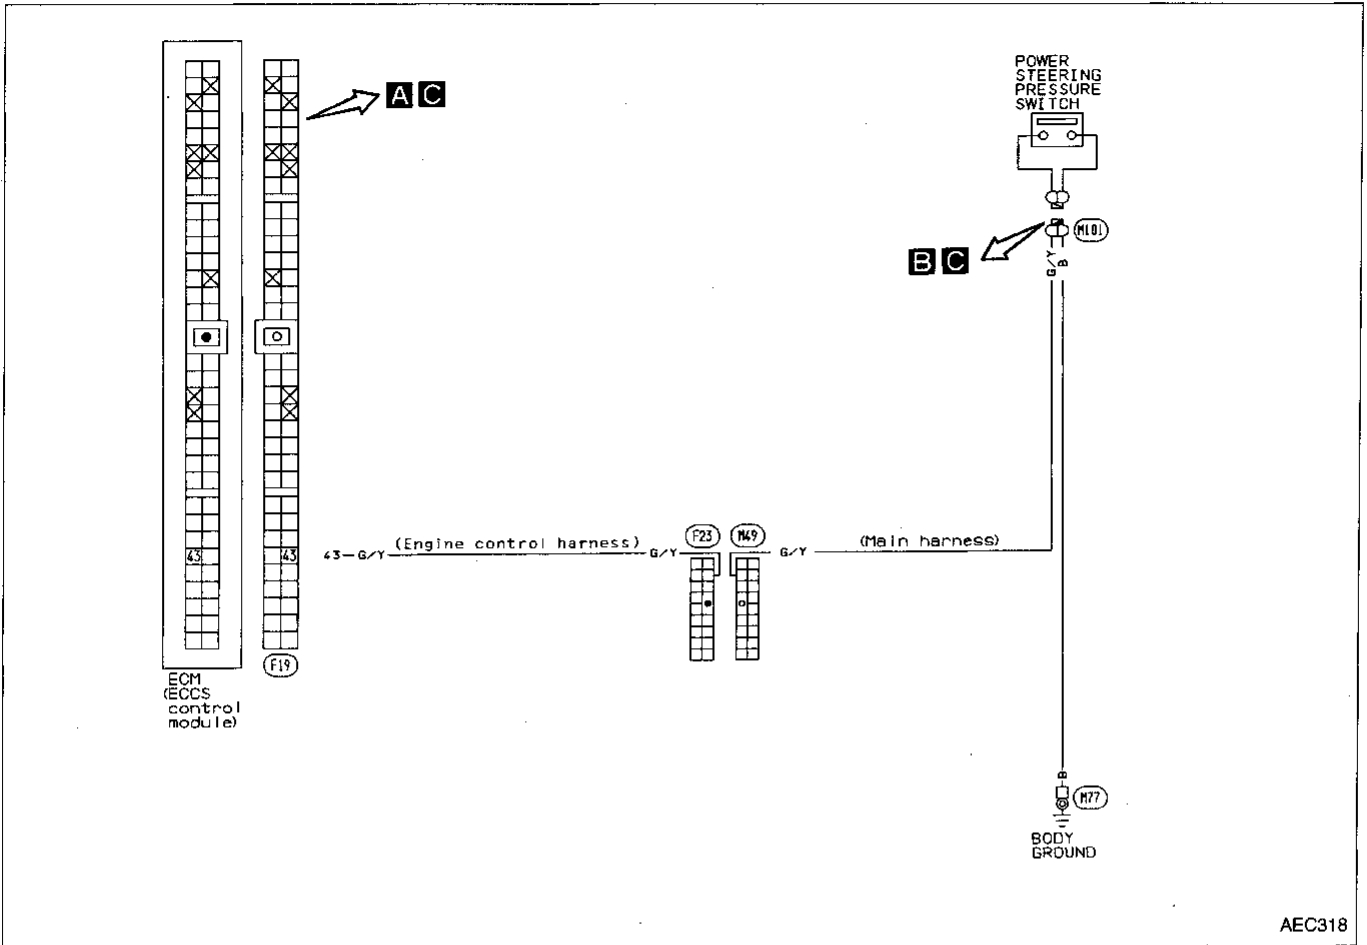 POWER
STEERING
PRESSURE
SWITCH
A C
M101
B C
G/Y
B
F23
M49
(Engine control harness)
(Main harness)
43
43
43-G/Y
G/Y
G/Y
F19
ECM
(ECCS
control
module)
B
M77
BODY
GROUND
AEC318